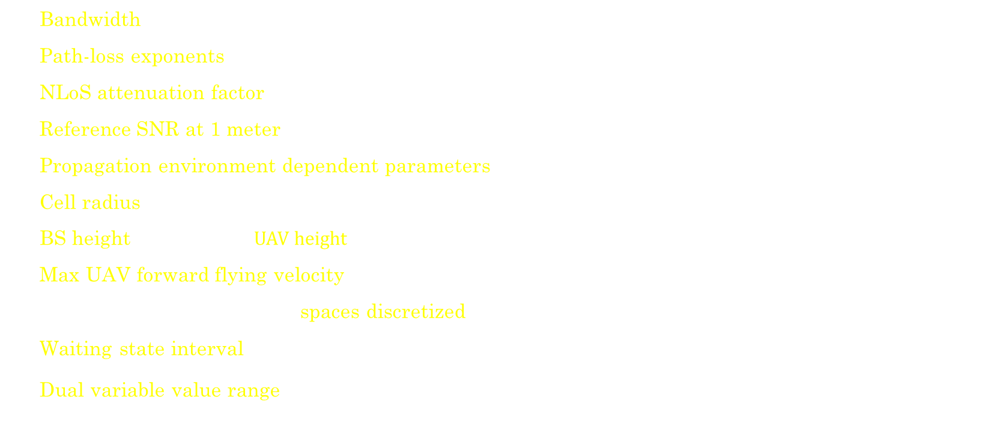 Bandwidth
Path-loss exponents
NLoS attenuation factor
Reference SNR at 1 meter
Propagation environment dependent parameters
Cell radius
BS height UAV height
Max UAV forward flying velocity
spaces discretized
Waiting state interval
Dual variable value range